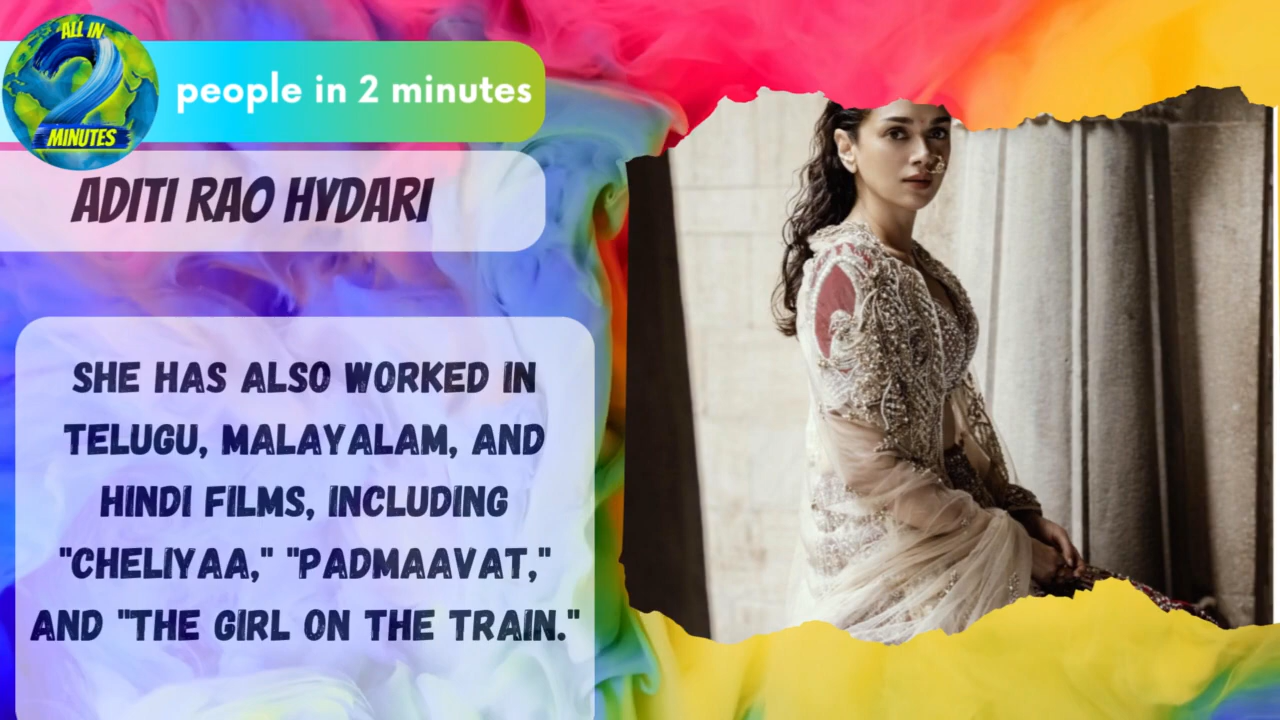 ALL IN
2
MINUTES
people in 2 minutes
ADITI RAO HYDARI
SHE HAS ALSO WORKED IN
TELUGU, MALAYALAM, AND
HINDI FILMS, INCLUDING
"CHELIYAA," "PADMAAVAT,"
AND "THE GIRL ON THE TRAIN."